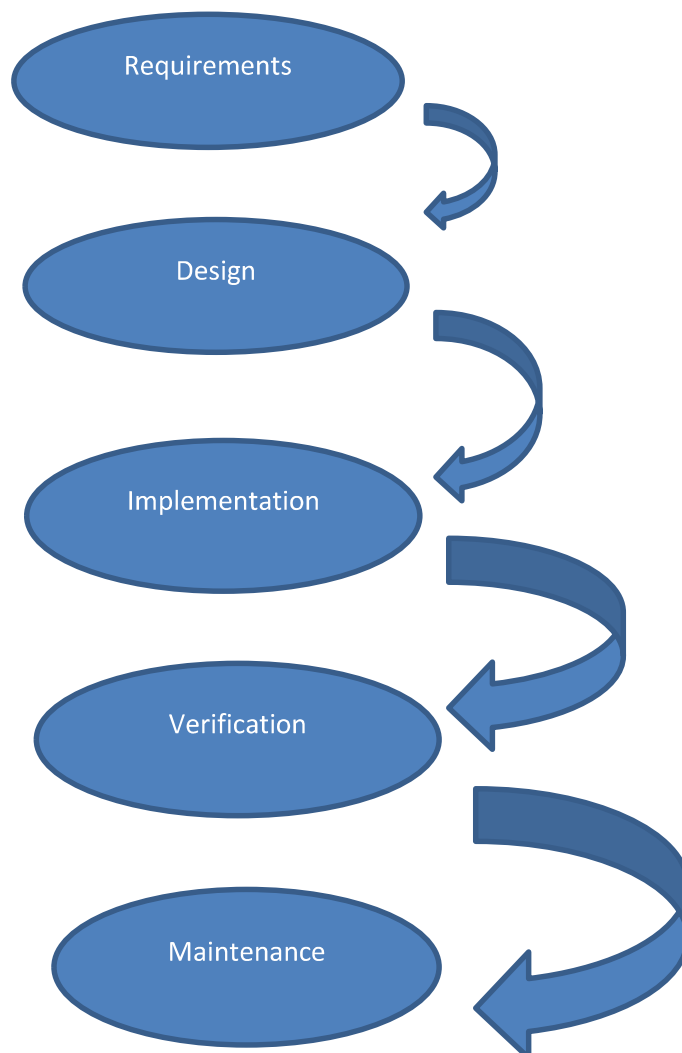 Requirements
Design
Implementation
Verification
Maintenance